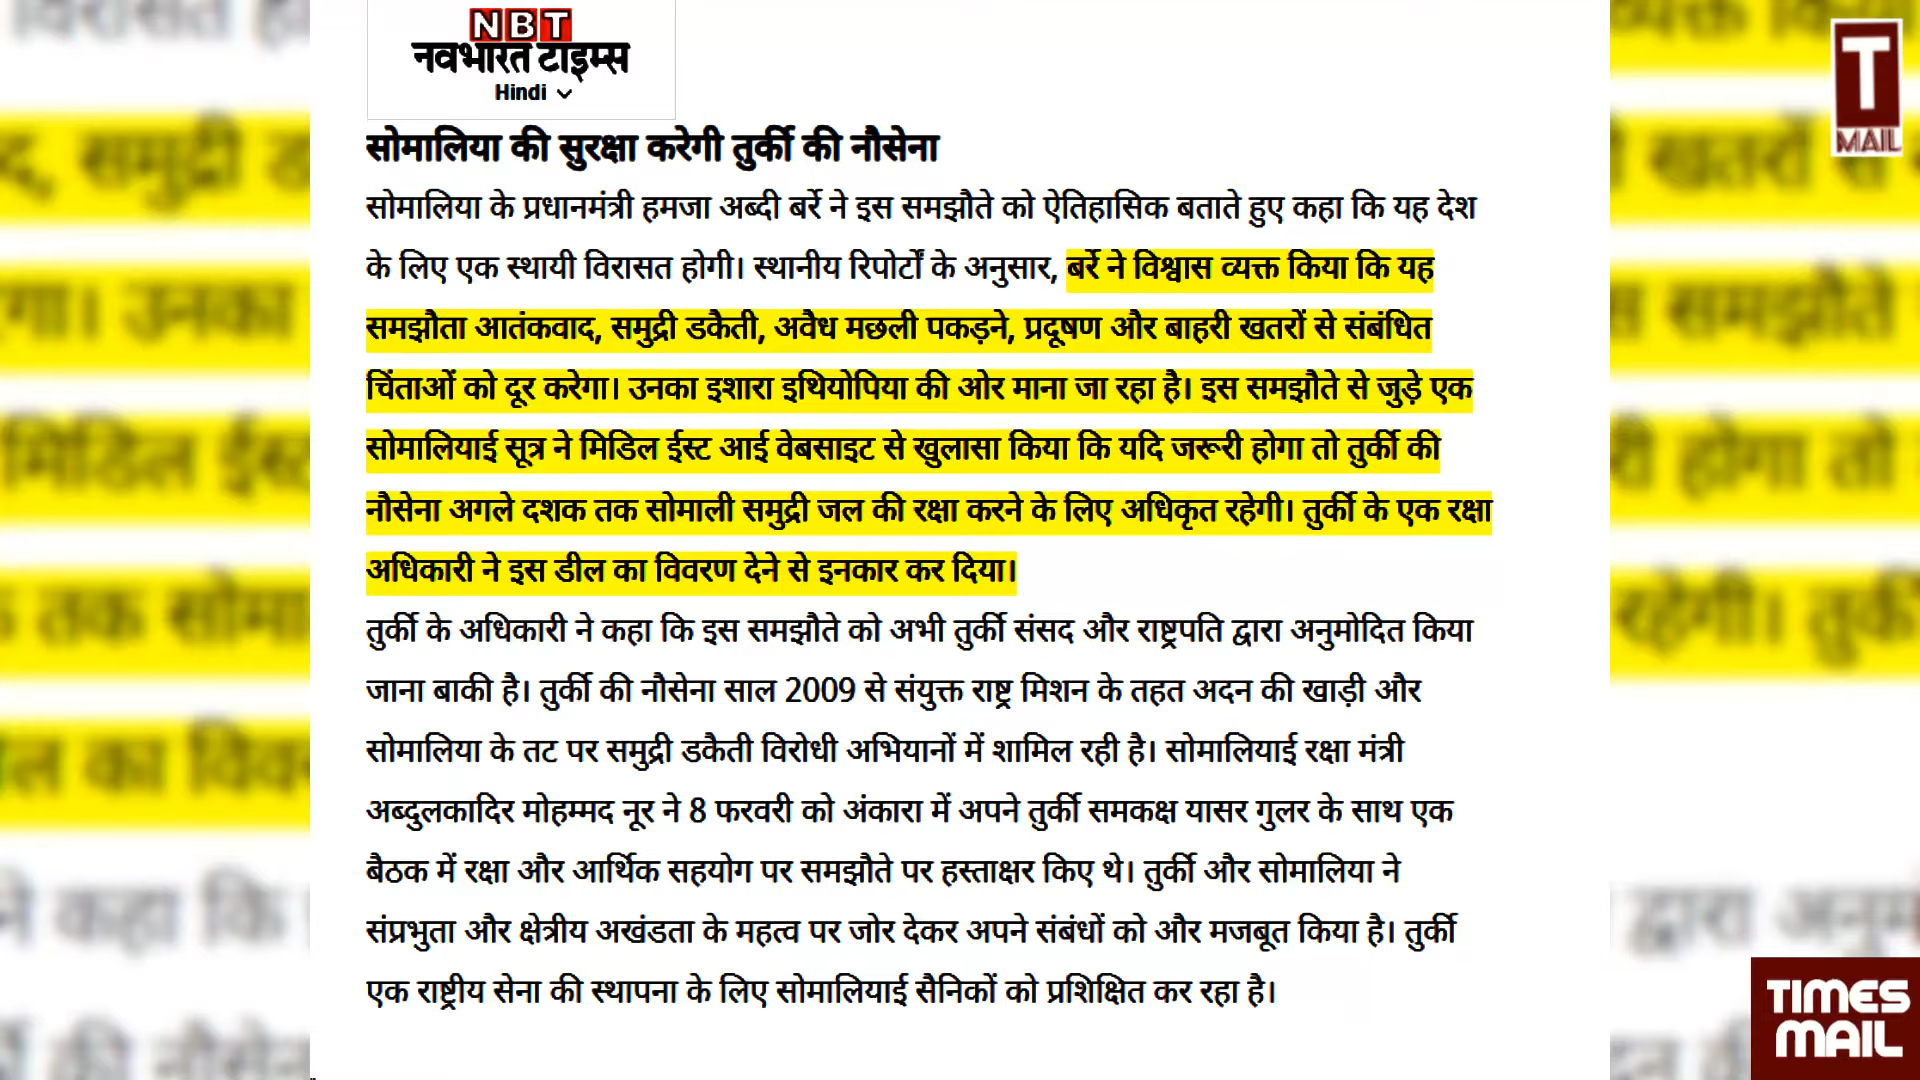 NBT
नवभारत टाइम्स
Hindi
सोमालिया की सुरक्षा करेगी तुर्की की नौसेना
सोमालिया के प्रधानमंत्री हमजा अब्दी बर्रे ने इस समझौते को ऐतिहासिक बताते हुए कहा कि यह देश
के लिए एक स्थायी विरासत होगी। स्थानीय रिपोर्टों के अनुसार, बर्रे ने विश्वास व्यक्त किया कि यह
समझौता आतंकवाद, समुद्री डकैती, अवैध मछली पकड़ने, प्रदूषण और बाहरी खतरों से संबंधित
चिंताओं को दूर करेगा। उनका इशारा इथियोपिया की ओर माना जा रहा है। इस समझौते से जुड़े एक
सोमालियाई सूत्र ने मिडिल ईस्ट आई वेबसाइट से खुलासा किया कि यदि जरूरी होगा तो तुर्की की
नौसेना अगले दशक तक सोमाली समुद्री जल की रक्षा करने के लिए अधिकृत रहेगी। तुर्की के एक रक्षा
अधिकारी ने इस डील का विवरण देने से इनकार कर दिया।
तुर्की के अधिकारी ने कहा कि इस समझौते को अभी तुर्की संसद और राष्ट्रपति द्वारा अनुमोदित किया
जाना बाकी है। तुर्की की नौसेना साल 2009 से संयुक्त राष्ट्र मिशन के तहत अदन की खाड़ी और
सोमालिया के तट पर समुद्री डकैती विरोधी अभियानों में शामिल रही है। सोमालियाई रक्षा मंत्री
अब्दुलकादिर मोहम्मद नूर ने 8 फरवरी को अंकारा में अपने तुर्की समकक्ष यासर गुलर के साथ एक
बैठक में रक्षा और आर्थिक सहयोग पर समझौते पर हस्ताक्षर किए थे। तुर्की और सोमालिया ने
संप्रभुता और क्षेत्रीय अखंडता के महत्व पर जोर देकर अपने संबंधों को और मजबूत किया है। तुर्की
एक राष्ट्रीय सेना की स्थापना के लिए सोमालियाई सैनिकों को प्रशिक्षित कर रहा है।
T
MAIL
TIMES
MAIL